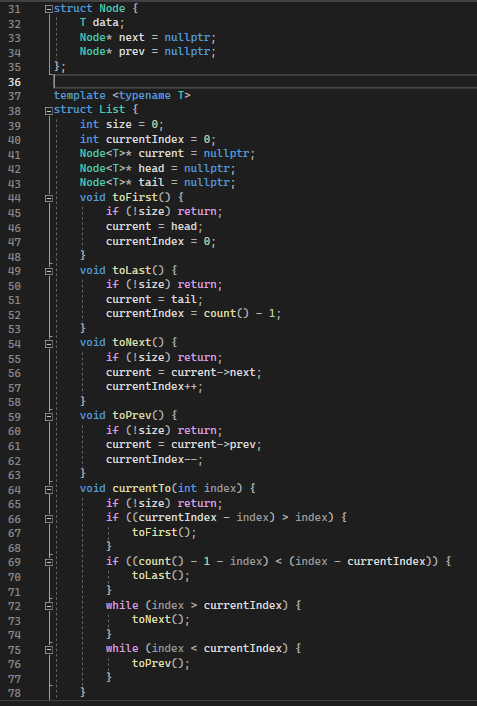 31 struct Node {
32 T data;
33 Node* next = nullptr;
34 Node* prev = nullptr;
35 };
36
37 template <typename T>
38 struct List {
39 int size = 0;
40 int currentIndex = 0;
41 Node<T>* current = nullptr;
42 Node<T>* head = nullptr;
43 Node<T>* tail = nullptr;
44 void toFirst() {
45 if (!size) return;
46 current = head;
47 currentIndex = 0;
48 }
49 void toLast() {
50 if (!size) return;
51 current = tail;
52 currentIndex = count() - 1;
53 }
54 void toNext() {
55 if (!size) return;
56 current = current->next;
57 currentIndex++;
58 }
59 void toPrev() {
60 if (!size) return;
61 current = current->prev;
62 currentIndex--;
63 }
64 void currentTo(int index) {
65 if (!size) return;
66 if ((currentIndex - index) > index) {
67 toFirst();
68 }
69 if ((count() - 1 - index) < (index - currentIndex)) {
70 toLast();
71 }
72 while (index > currentIndex) {
73 toNext();
74 }
75 while (index < currentIndex) {
76 toPrev();
77 }
78 }